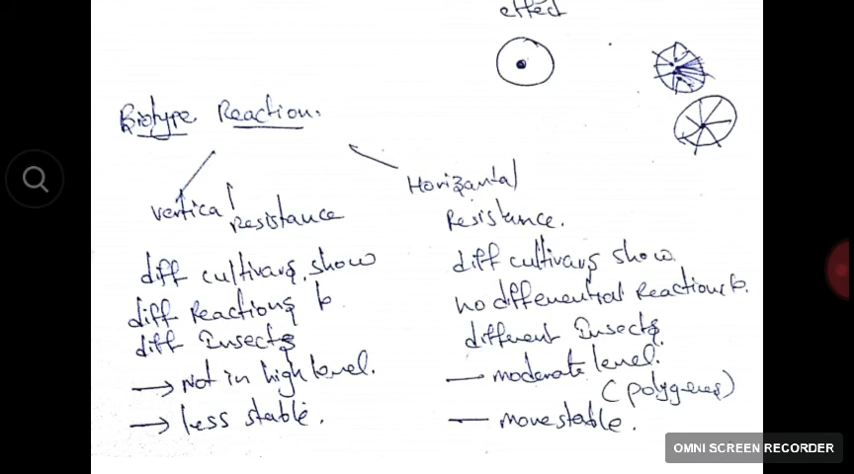 effect
Biotype Reaction.
vertical Resistance
diff cultivars, show
diff Reactions to
diff Insects
→ Not in high level.
→ less stable.
Horizantal
Resistance.
diff cultivars show
no differential Reactions to.
different Insects
— moderate level.
(polygenes)
— more stable.
OMNI SCREEN RECORDER